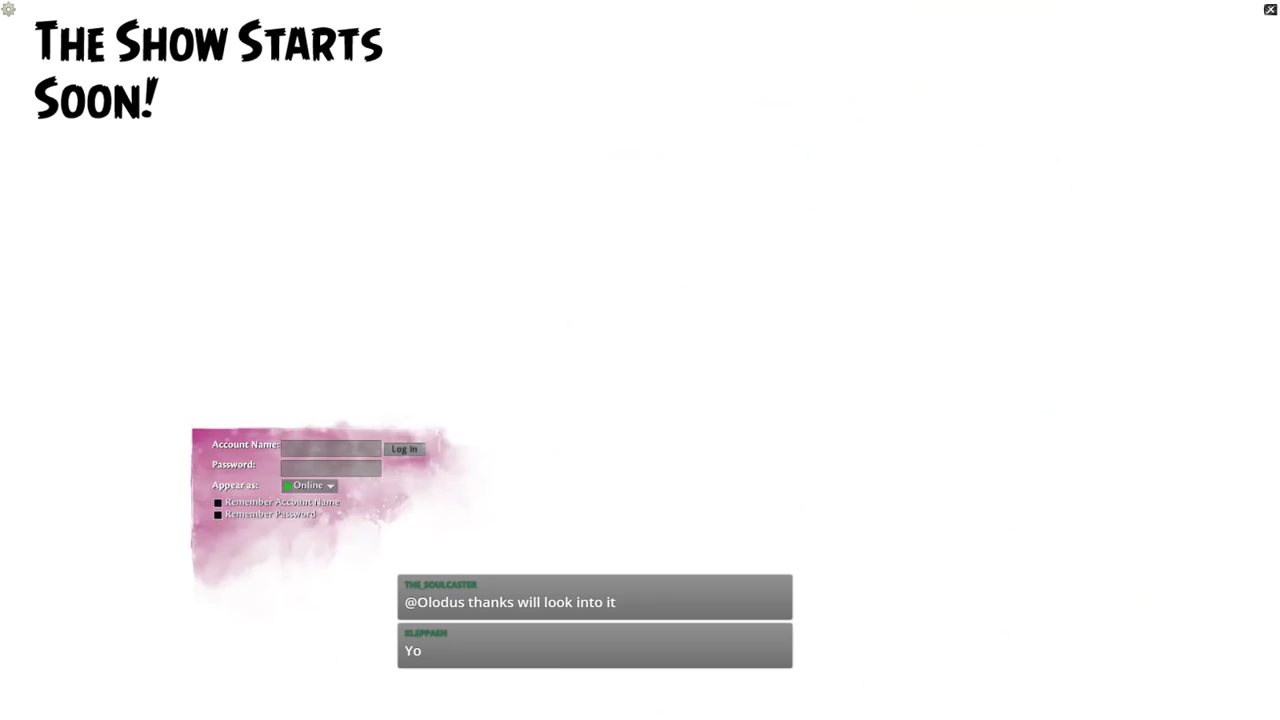 The Show Starts
Soon!
Account Name:
Log In
Password:
Appear as:
Online
Remember Account Name
Remember Password
THE_SOULCASTER
@Olodus thanks will look into it
KLEPPAEN
Yo